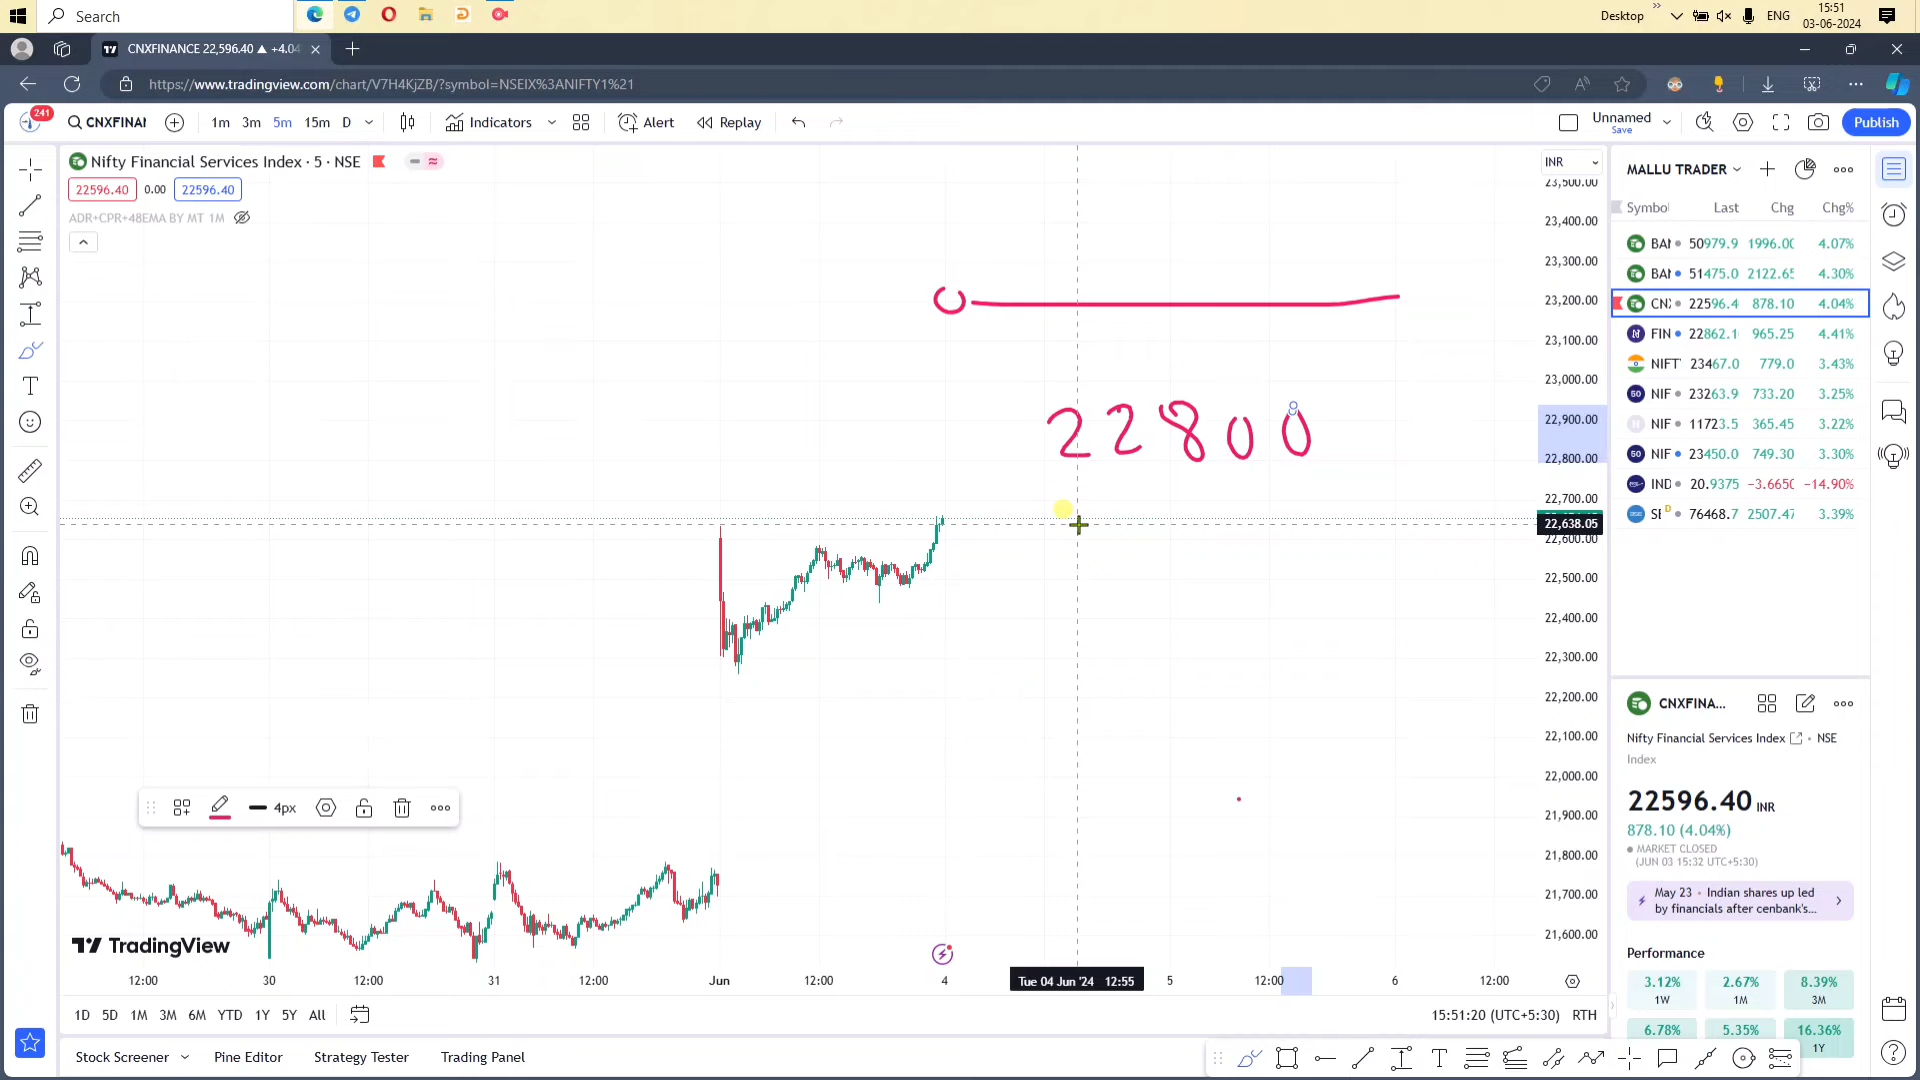 Search
Desktop
ENG
15:51
03-06-2024
CNXFINANCE 22,596.40 ▲ +4.04
https://www.tradingview.com/chart/V7H4KjZB/?symbol=NSEIX%3ANIFTY1%21
241
CNXFINAI
1m 3m 5m 15m D
Indicators
Alert
Replay
Unnamed
Save
Publish
Nifty Financial Services Index · 5 · NSE
22596.40 0.00 22596.40
ADR+CPR+48EMA BY MT 1M
INR
23,500.00
23,400.00
23,300.00
23,200.00
23,100.00
23,000.00
22,900.00
22,800.00
22,700.00
22,638.05
22,600.00
22,500.00
22,400.00
22,300.00
22,200.00
22,100.00
22,000.00
21,900.00
21,800.00
21,700.00
21,600.00
22800
4px
TradingView
12:00 30 12:00 31 12:00 Jun 12:00 4 Tue 04 Jun '24 12:55 5 12:00 6 12:00
1D 5D 1M 3M 6M YTD 1Y 5Y All
15:51:20 (UTC+5:30) RTH
Stock Screener
Pine Editor
Strategy Tester
Trading Panel
MALLU TRADER
Symbol Last Chg Chg%
BAI 50979.9 1996.00 4.07%
BAI 51475.0 2122.65 4.30%
CN 22596.4 878.10 4.04%
FIN 22862.1 965.25 4.41%
NIFT 23467.0 779.0 3.43%
50 NIF 23263.9 733.20 3.25%
NIF 11723.5 365.45 3.22%
50 NIF 23450.0 749.30 3.30%
IND 20.9375 −3.6650 −14.90%
SE D 76468.7 2507.47 3.39%
CNXFINA...
Nifty Financial Services Index · NSE
Index
22596.40 INR
878.10 (4.04%)
MARKET CLOSED
(JUN 03 15:32 UTC+5:30)
May 23 · Indian shares up led
by financials after cenbank's...
Performance
3.12% 2.67% 8.39%
1W 1M 3M
6.78% 5.35% 16.36%
1Y